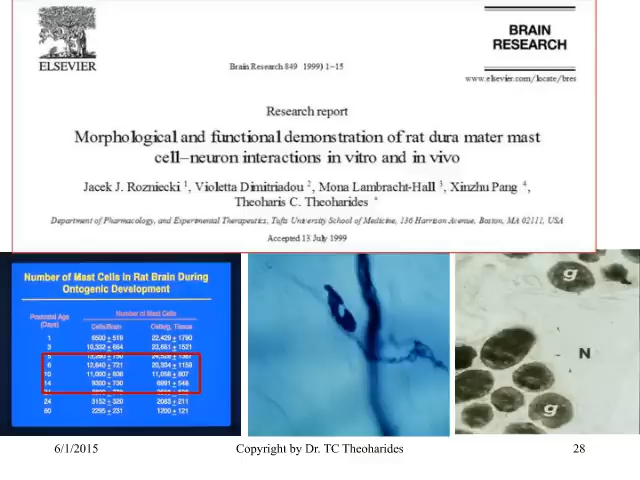 ELSEVIER
Brain Research 849 1999) 1–15
BRAIN
RESEARCH
www.elsevier.com/locate/bres
Research report
Morphological and functional demonstration of rat dura mater mast
cell–neuron interactions in vitro and in vivo
Jacek J. Rozniecki 1, Violetta Dimitriadou 2, Mona Lambracht-Hall 3, Xinzhu Pang 4,
Theoharis C. Theoharides *
Department of Pharmacology, and Experimental Therapeutics, Tufts University School of Medicine, 136 Harrison Avenue, Boston, MA 02111, USA
Accepted 13 July 1999
Number of Mast Cells in Rat Brain During
Ontogenic Development
Postnatal Age
(Days)
Number of Mast Cells
Cells/Brain Cells/g, Tissue
1 6500 ± 519 22,429 ± 1790
3 10,332 ± 664 23,661 ± 1521
5
6 12,640 ± 721 20,334 ± 1159
10 11,000 ± 808 11,058 ± 807
14 9300 ± 730 6891 ± 548
24 3152 ± 320 2083 ± 211
60 2295 ± 231 1200 ± 121
g
N
g
6/1/2015
Copyright by Dr. TC Theoharides
28